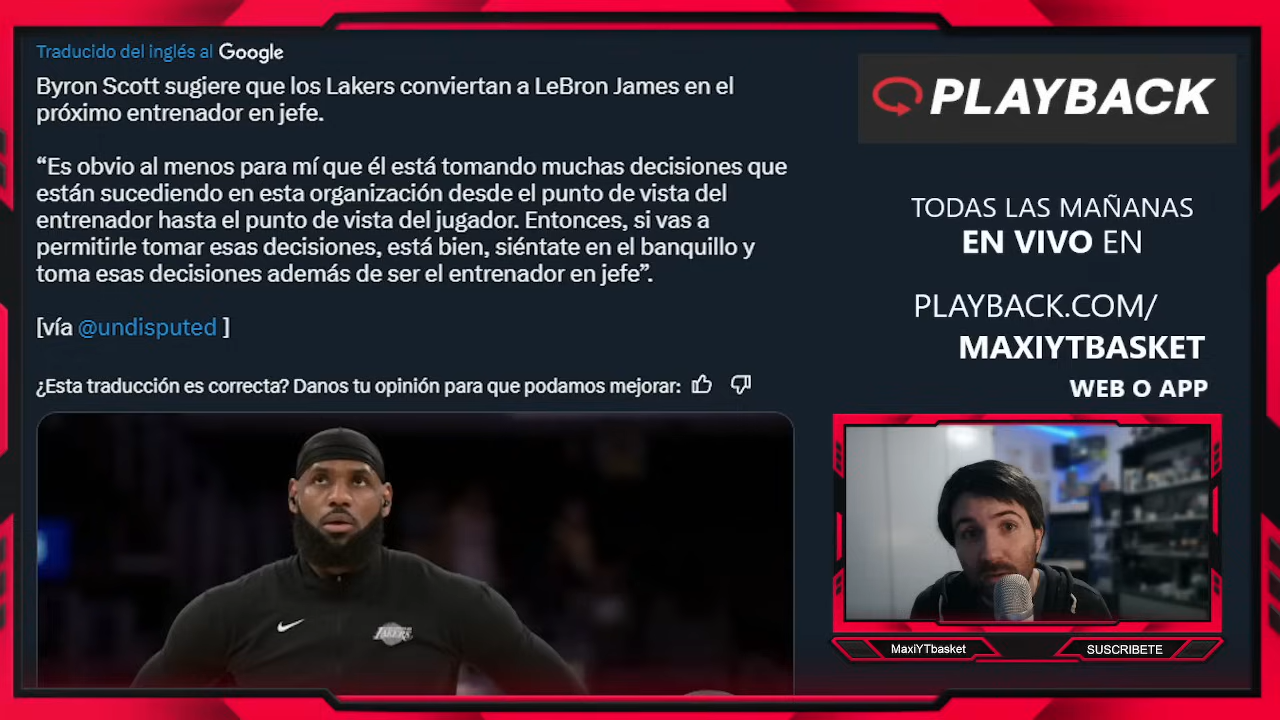 Traducido del inglés al Google
Byron Scott sugiere que los Lakers conviertan a LeBron James en el
próximo entrenador en jefe.
“Es obvio al menos para mí que él está tomando muchas decisiones que
están sucediendo en esta organización desde el punto de vista del
entrenador hasta el punto de vista del jugador. Entonces, si vas a
permitirle tomar esas decisiones, está bien, siéntate en el banquillo y
toma esas decisiones además de ser el entrenador en jefe”.
[vía @undisputed ]
¿Esta traducción es correcta? Danos tu opinión para que podamos mejorar:
LAKERS
PLAYBACK
TODAS LAS MAÑANAS
EN VIVO EN
PLAYBACK.COM/
MAXIYTBASKET
WEB O APP
MaxiYTbasket
SUSCRIBETE